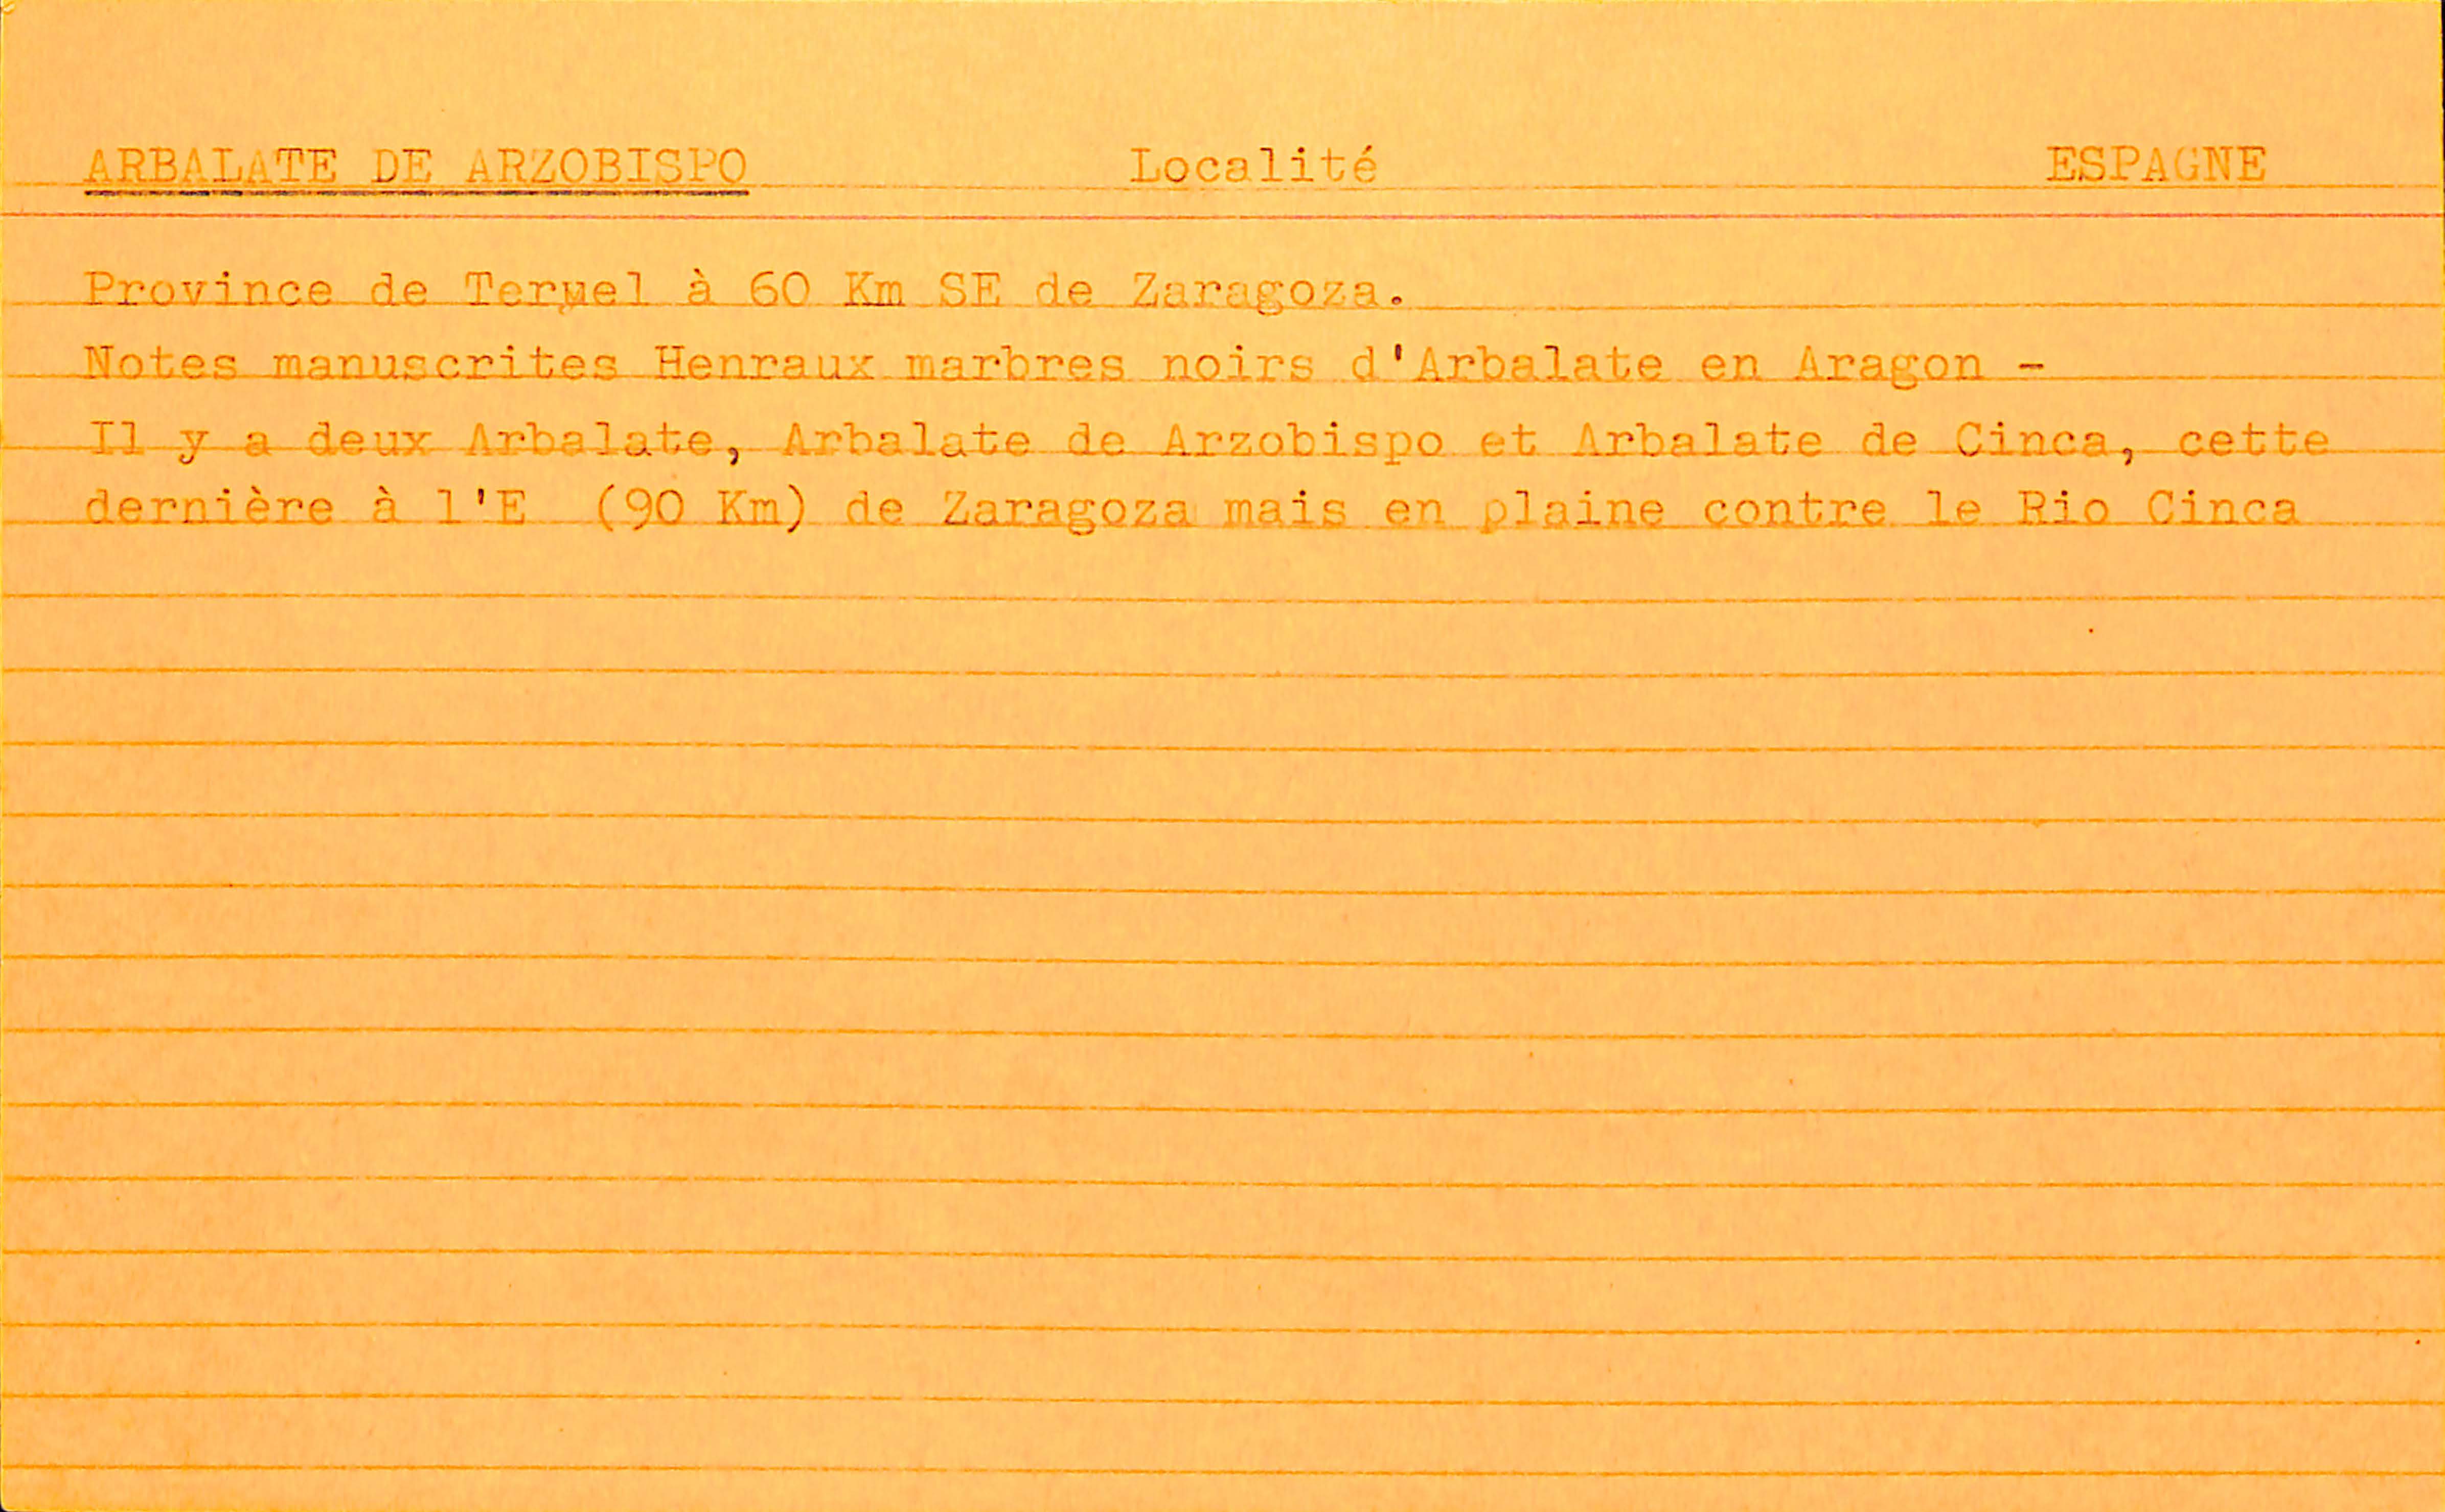 ARBALATE DE ARZOBISPO Localité ESPAGNE
Province de Teruel à 60 Km SE de Zaragoza.
Notes manuscrites Henraux marbres noirs d'Arbalate en Aragon -
Il y a deux Arbalate, Arbalate de Arzobispo et Arbalate de Cinca, cette
dernière à l'E (90 Km) de Zaragoza mais en plaine contre le Rio Cinca